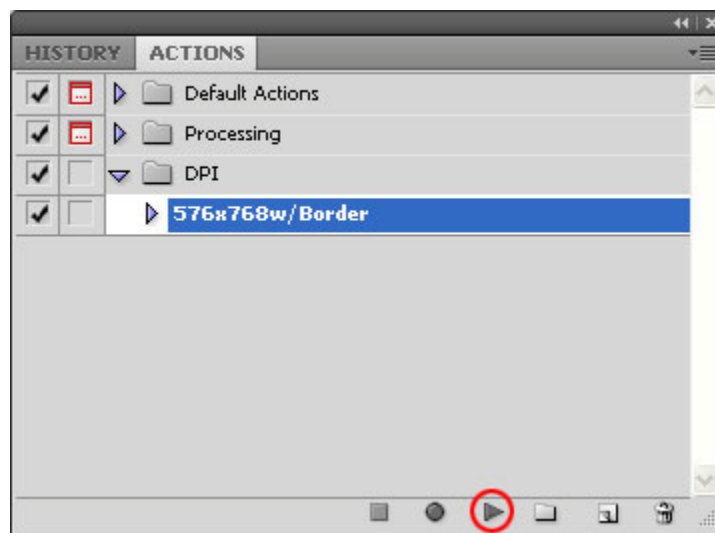 HISTORY ACTIONS
Default Actions
Processing
DPI
576x768w/Border